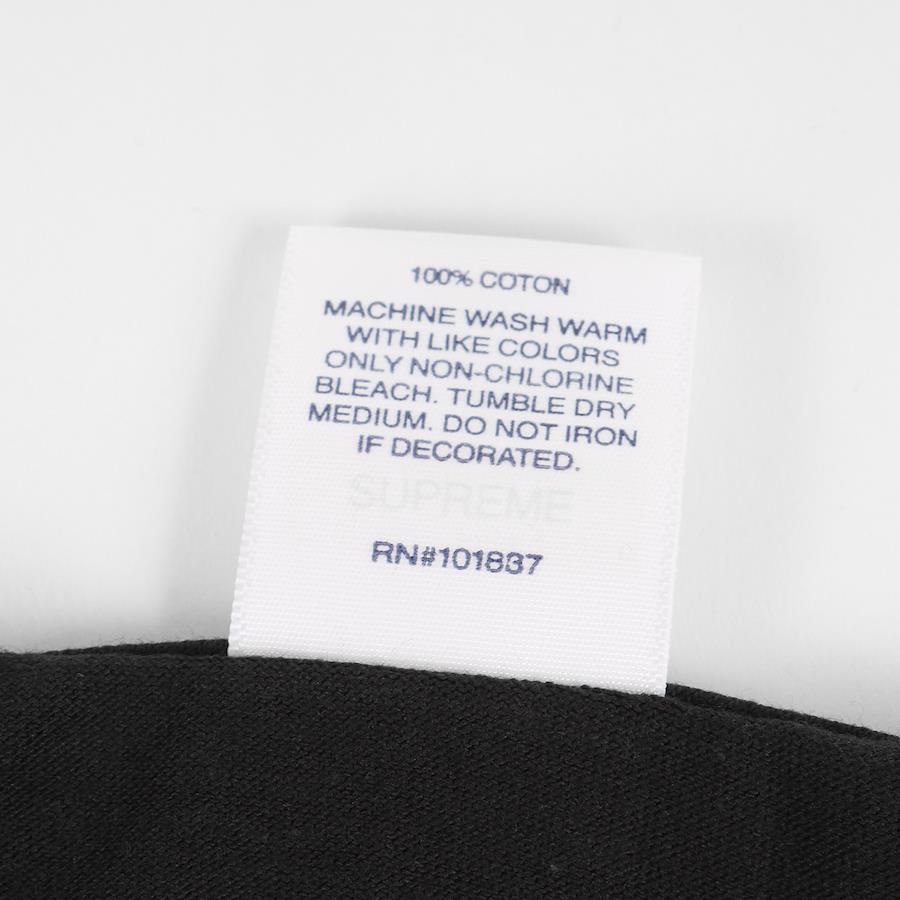 100% COTON
MACHINE WASH WARM
WITH LIKE COLORS
ONLY NON-CHLORINE
BLEACH. TUMBLE DRY
MEDIUM. DO NOT IRON
IF DECORATED.
SUPREME
RN#101837